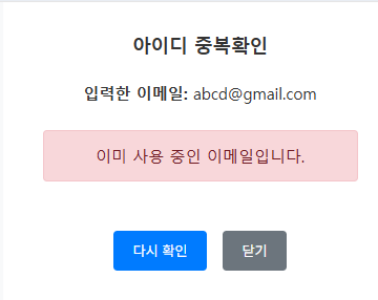 아이디 중복확인
입력한 이메일: abcd@gmail.com
이미 사용 중인 이메일입니다.
다시 확인 닫기